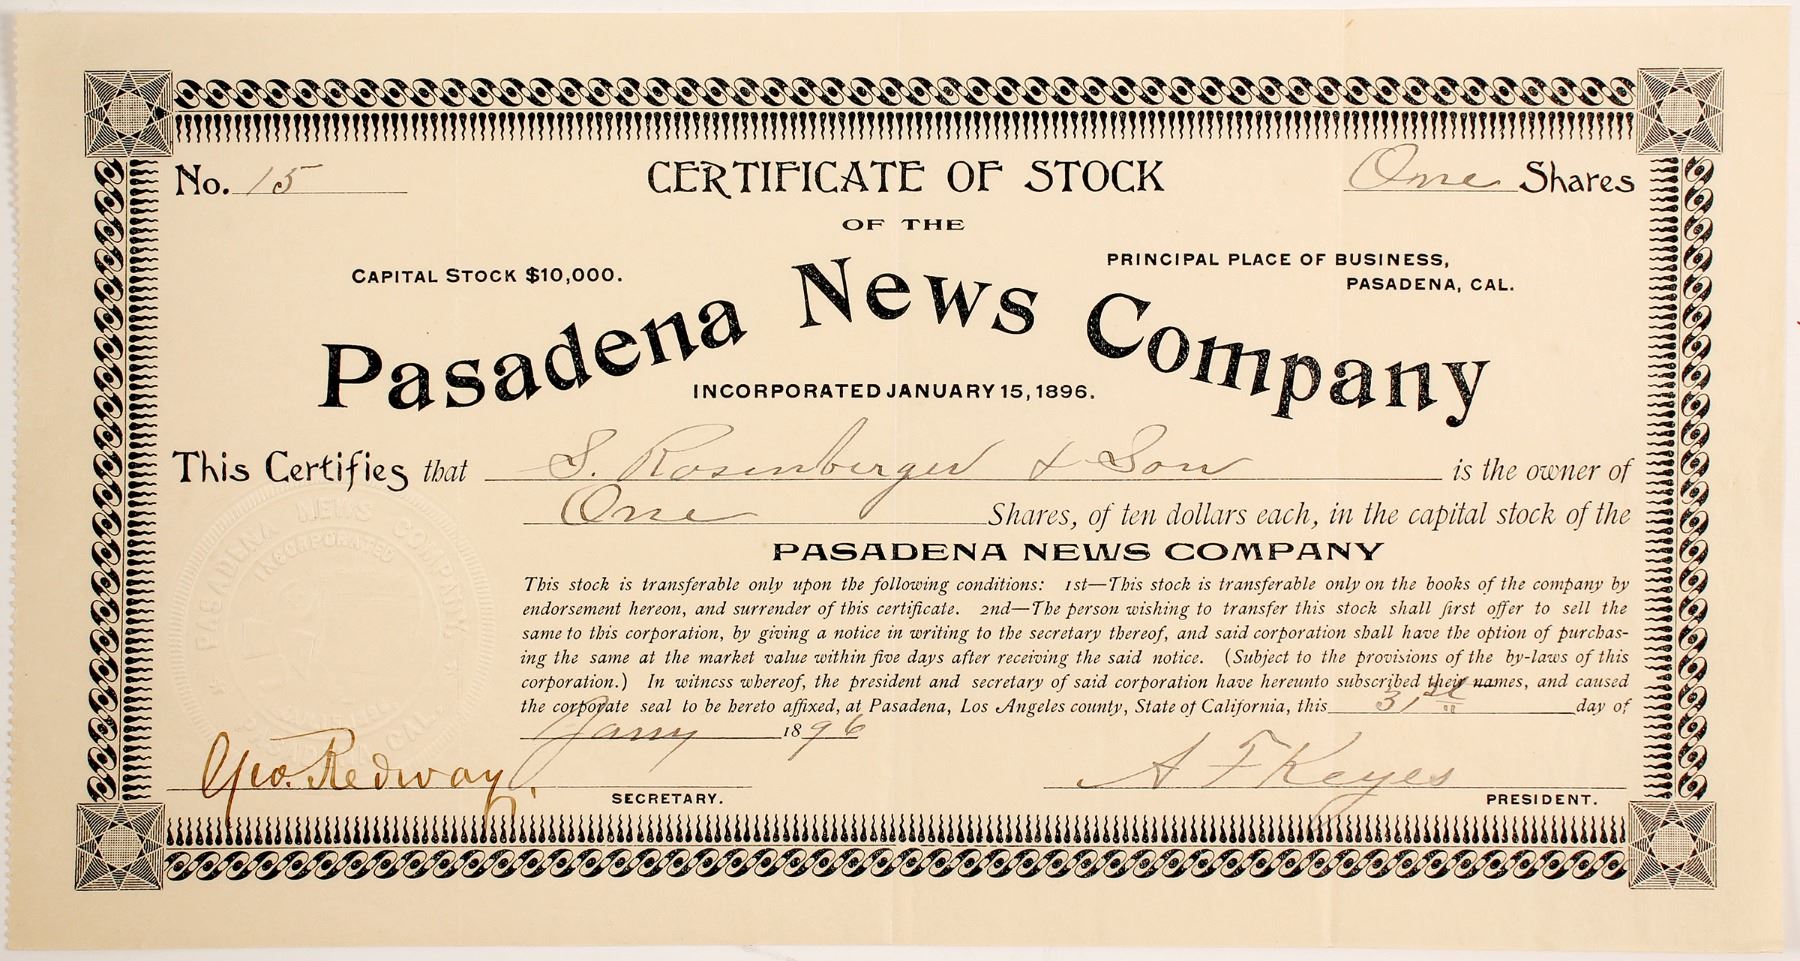 No. 15 CERTIFICATE OF STOCK One Shares
OF THE
CAPITAL STOCK $10,000.
PRINCIPAL PLACE OF BUSINESS,
PASADENA, CAL.
Pasadena News Company
INCORPORATED JANUARY 15, 1896.
This Certifies that S. Rosenberger & Son is the owner of
One Shares, of ten dollars each, in the capital stock of the
PASADENA NEWS COMPANY
This stock is transferable only upon the following conditions: 1st—This stock is transferable only on the books of the company by
endorsement hereon, and surrender of this certificate. 2nd—The person wishing to transfer this stock shall first offer to sell the
same to this corporation, by giving a notice in writing to the secretary thereof, and said corporation shall have the option of purchas-
ing the same at the market value within five days after receiving the said notice. (Subject to the provisions of the by-laws of this
corporation.) In witness whereof, the president and secretary of said corporation have hereunto subscribed their names, and caused
the corporate seal to be hereto affixed, at Pasadena, Los Angeles county, State of California, this 31st day of
Jany 1896
Geo. Redway. SECRETARY.
A F Keyes PRESIDENT.
PASADENA NEWS COMPANY
INCORPORATED
CAL.